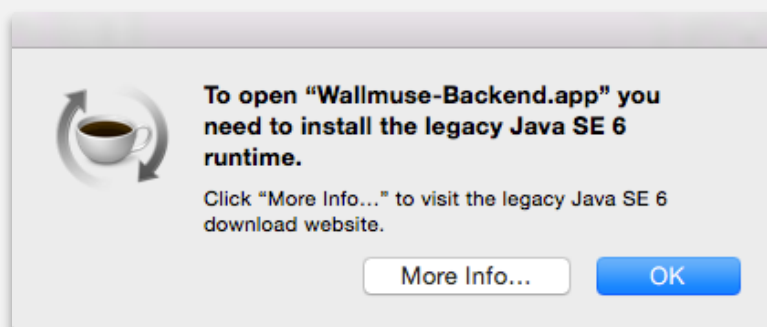 To open “Wallmuse-Backend.app” you
need to install the legacy Java SE 6
runtime.
Click “More Info…” to visit the legacy Java SE 6
download website.
More Info…
OK